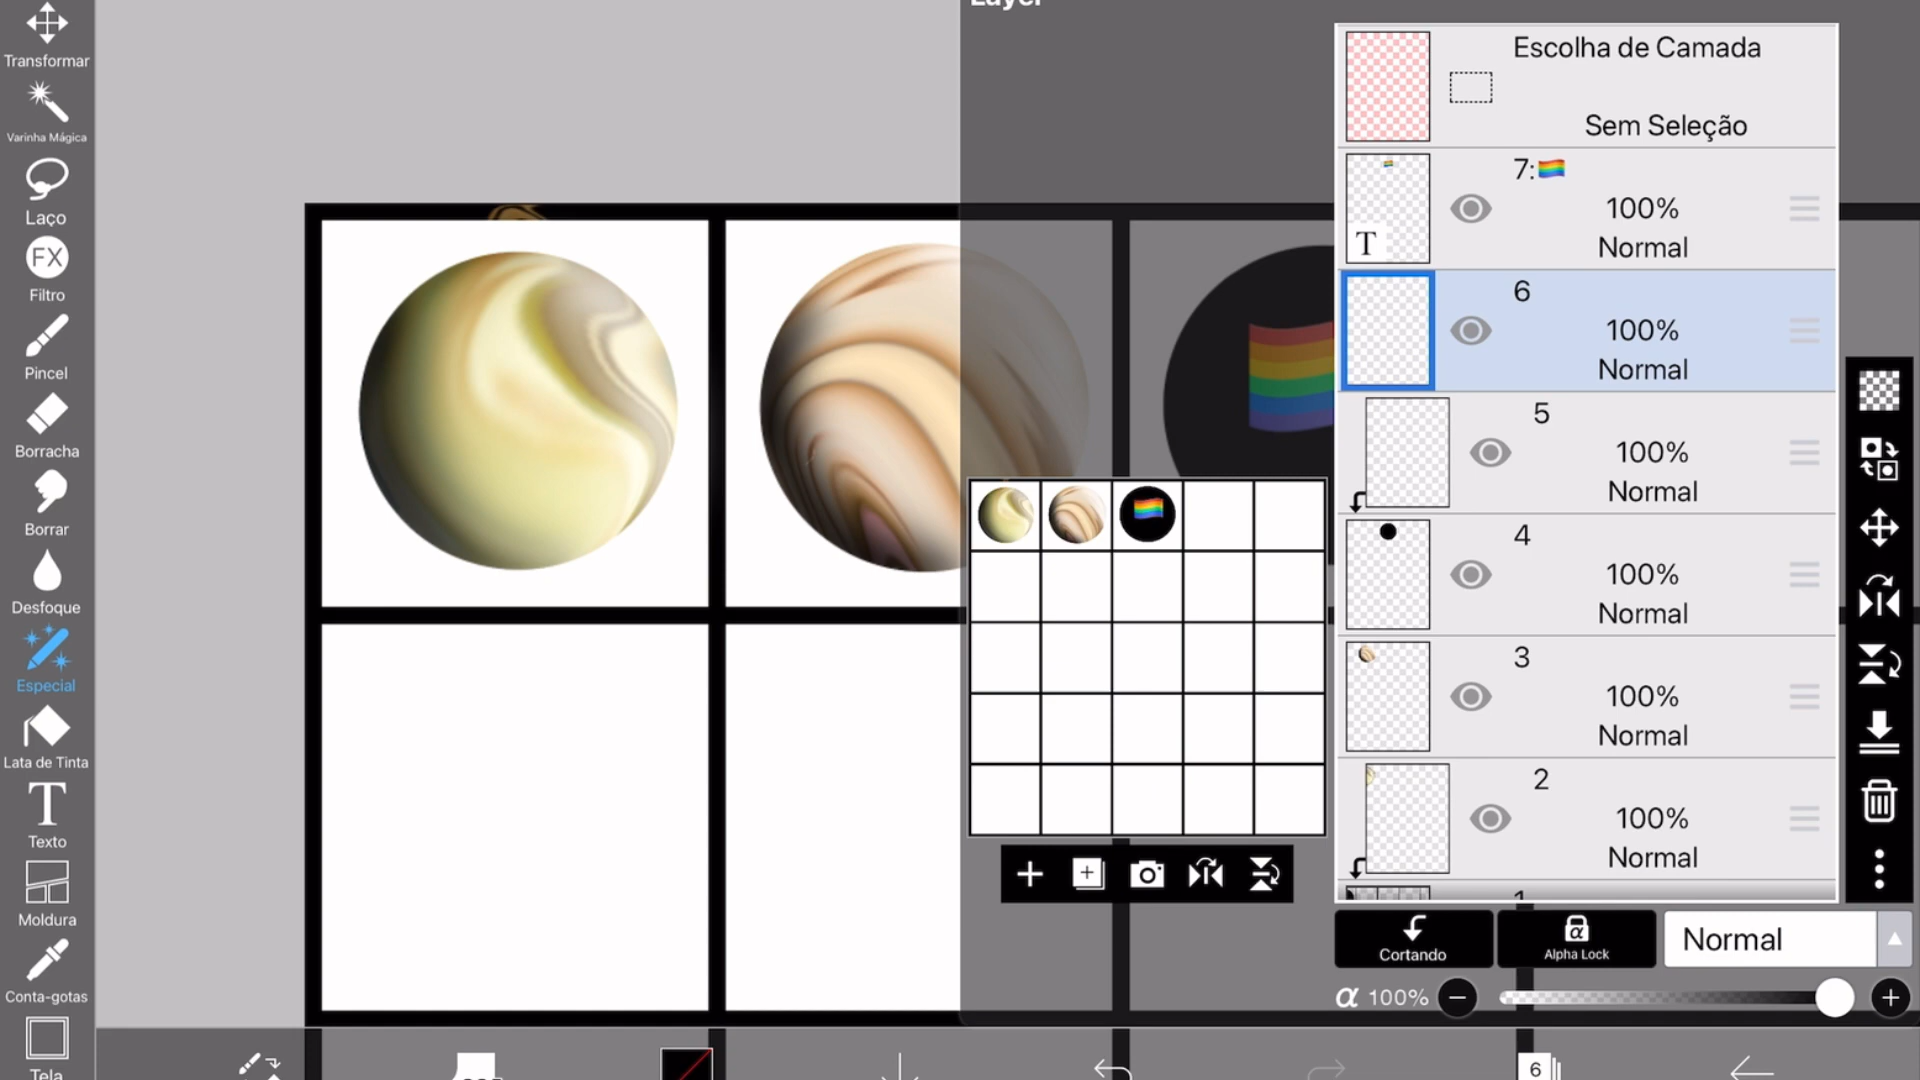 Layer
Transformar
Varinha Mágica
Laço
FX
Filtro
Pincel
Borracha
Borrar
Desfoque
Especial
Lata de Tinta
T
Texto
Moldura
Conta-gotas
Tela
Escolha de Camada
Sem Seleção
7:🏳️‍🌈
100%
Normal
T
6
100%
Normal
5
100%
Normal
4
100%
Normal
3
100%
Normal
2
100%
Normal
1
Cortando
α
Alpha Lock
Normal
α 100%
6